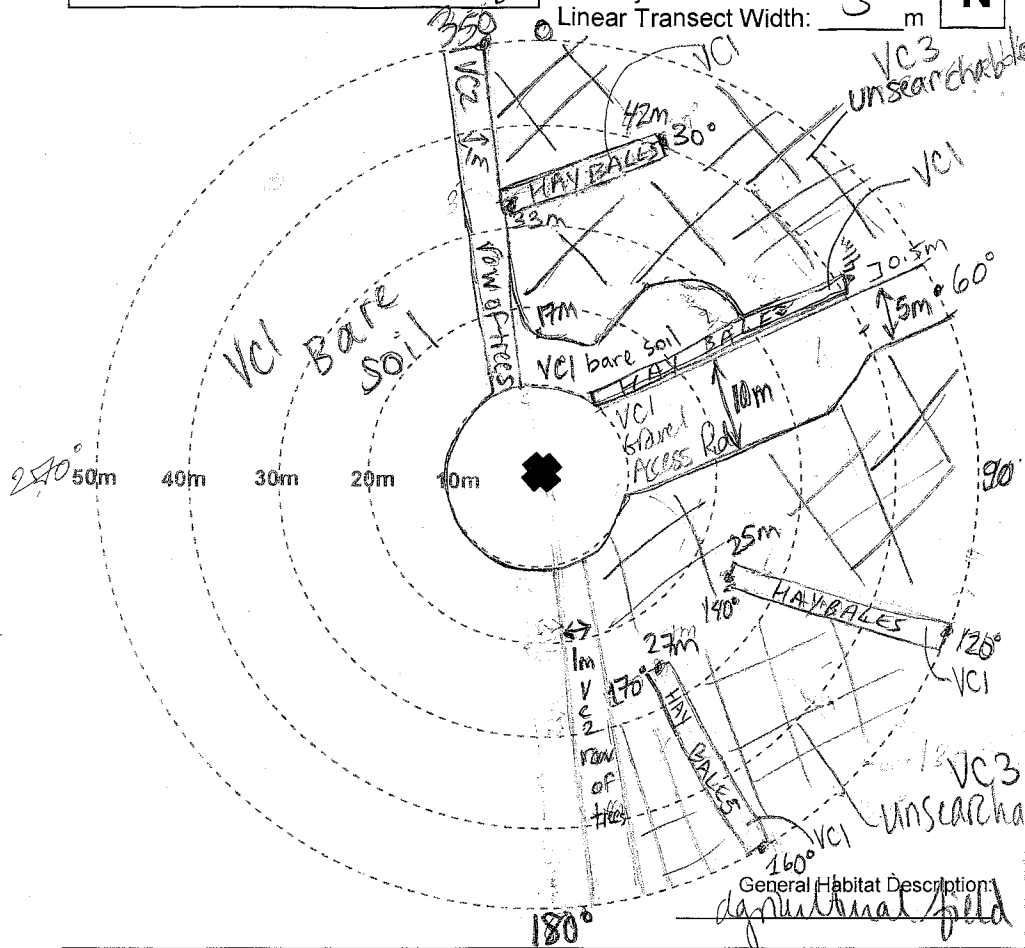 Linear Transect Width: 5 m
N
350
0
VC1
VC3
unsearchable
VC2
1m
42m
30°
HAY BALES
33m
VC1
row of trees
17m
VC1 Bare
soil
VC1 bare soil
HAY BALES
0.5m
60°
5m
10m
VC1
Gravel
Access Rd
270°
50m 40m 30m 20m 10m
90
25m
140°
HAY BALES
120°
VC1
1m
VC2
row
of
trees
27m
170°
HAY
BALES
VC3
unsearcha
VC1
160°
180°
General Habitat Description:
agricultural field